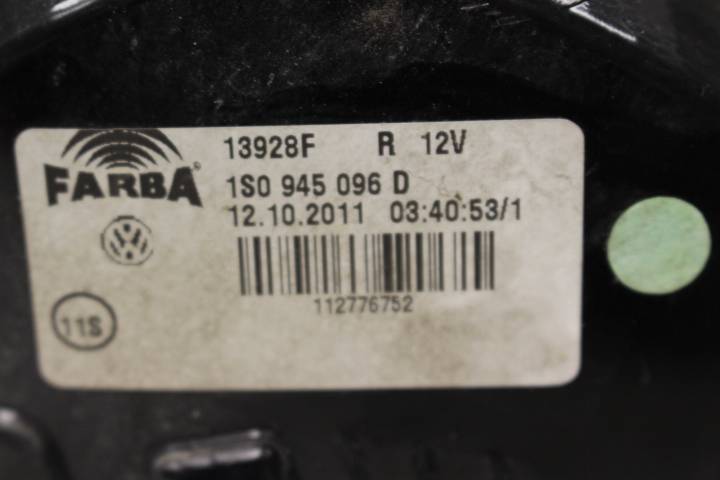 FARBA
13928F R 12V
1S0 945 096 D
12.10.2011 03:40:53/1
112776752
11S